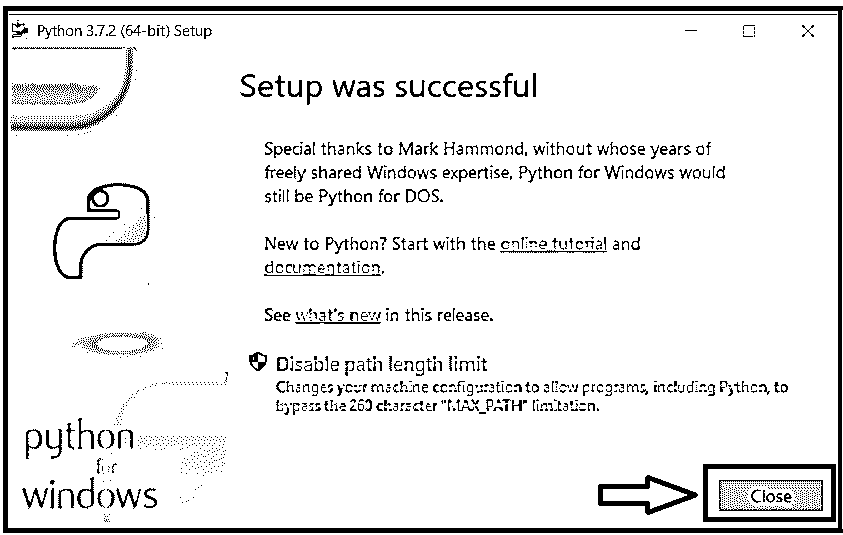 Python 3.7.2 (64-bit) Setup
Setup was successful
Special thanks to Mark Hammond, without whose years of
freely shared Windows expertise, Python for Windows would
still be Python for DOS.
New to Python? Start with the online tutorial and
documentation.
See what's new in this release.
Disable path length limit
Changes your machine configuration to allow programs, including Python, to
bypass the 260 character "MAX_PATH" limitation.
python
for
windows
Close